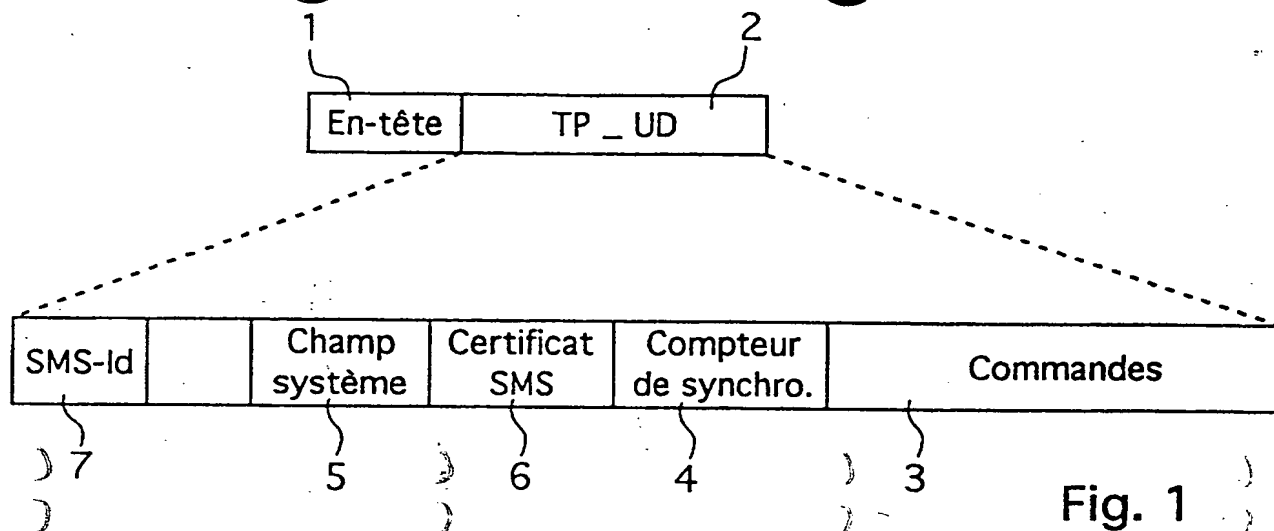 1 2
En-tête TP _ UD
SMS-Id Champ système Certificat SMS Compteur de synchro. Commandes
7 5 6 4 3
Fig. 1